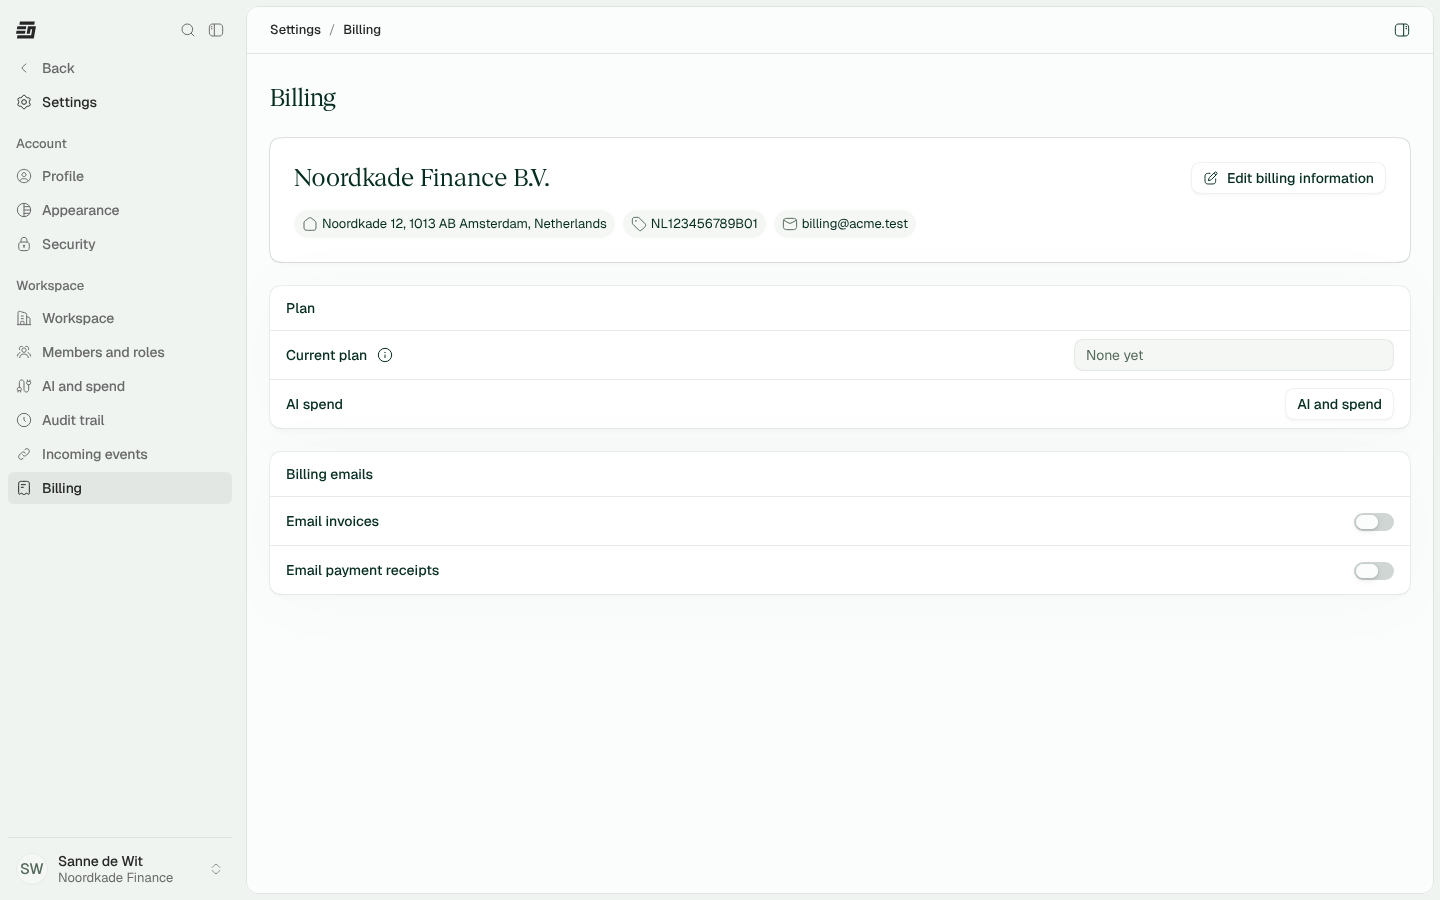 Back
Settings
Account
Profile
Appearance
Security
Workspace
Workspace
Members and roles
AI and spend
Audit trail
Incoming events
Billing
SW
Sanne de Wit
Noordkade Finance
Settings / Billing
Billing
Noordkade Finance B.V.
Edit billing information
Noordkade 12, 1013 AB Amsterdam, Netherlands
NL123456789B01
billing@acme.test
Plan
Current plan
None yet
AI spend
AI and spend
Billing emails
Email invoices
Email payment receipts